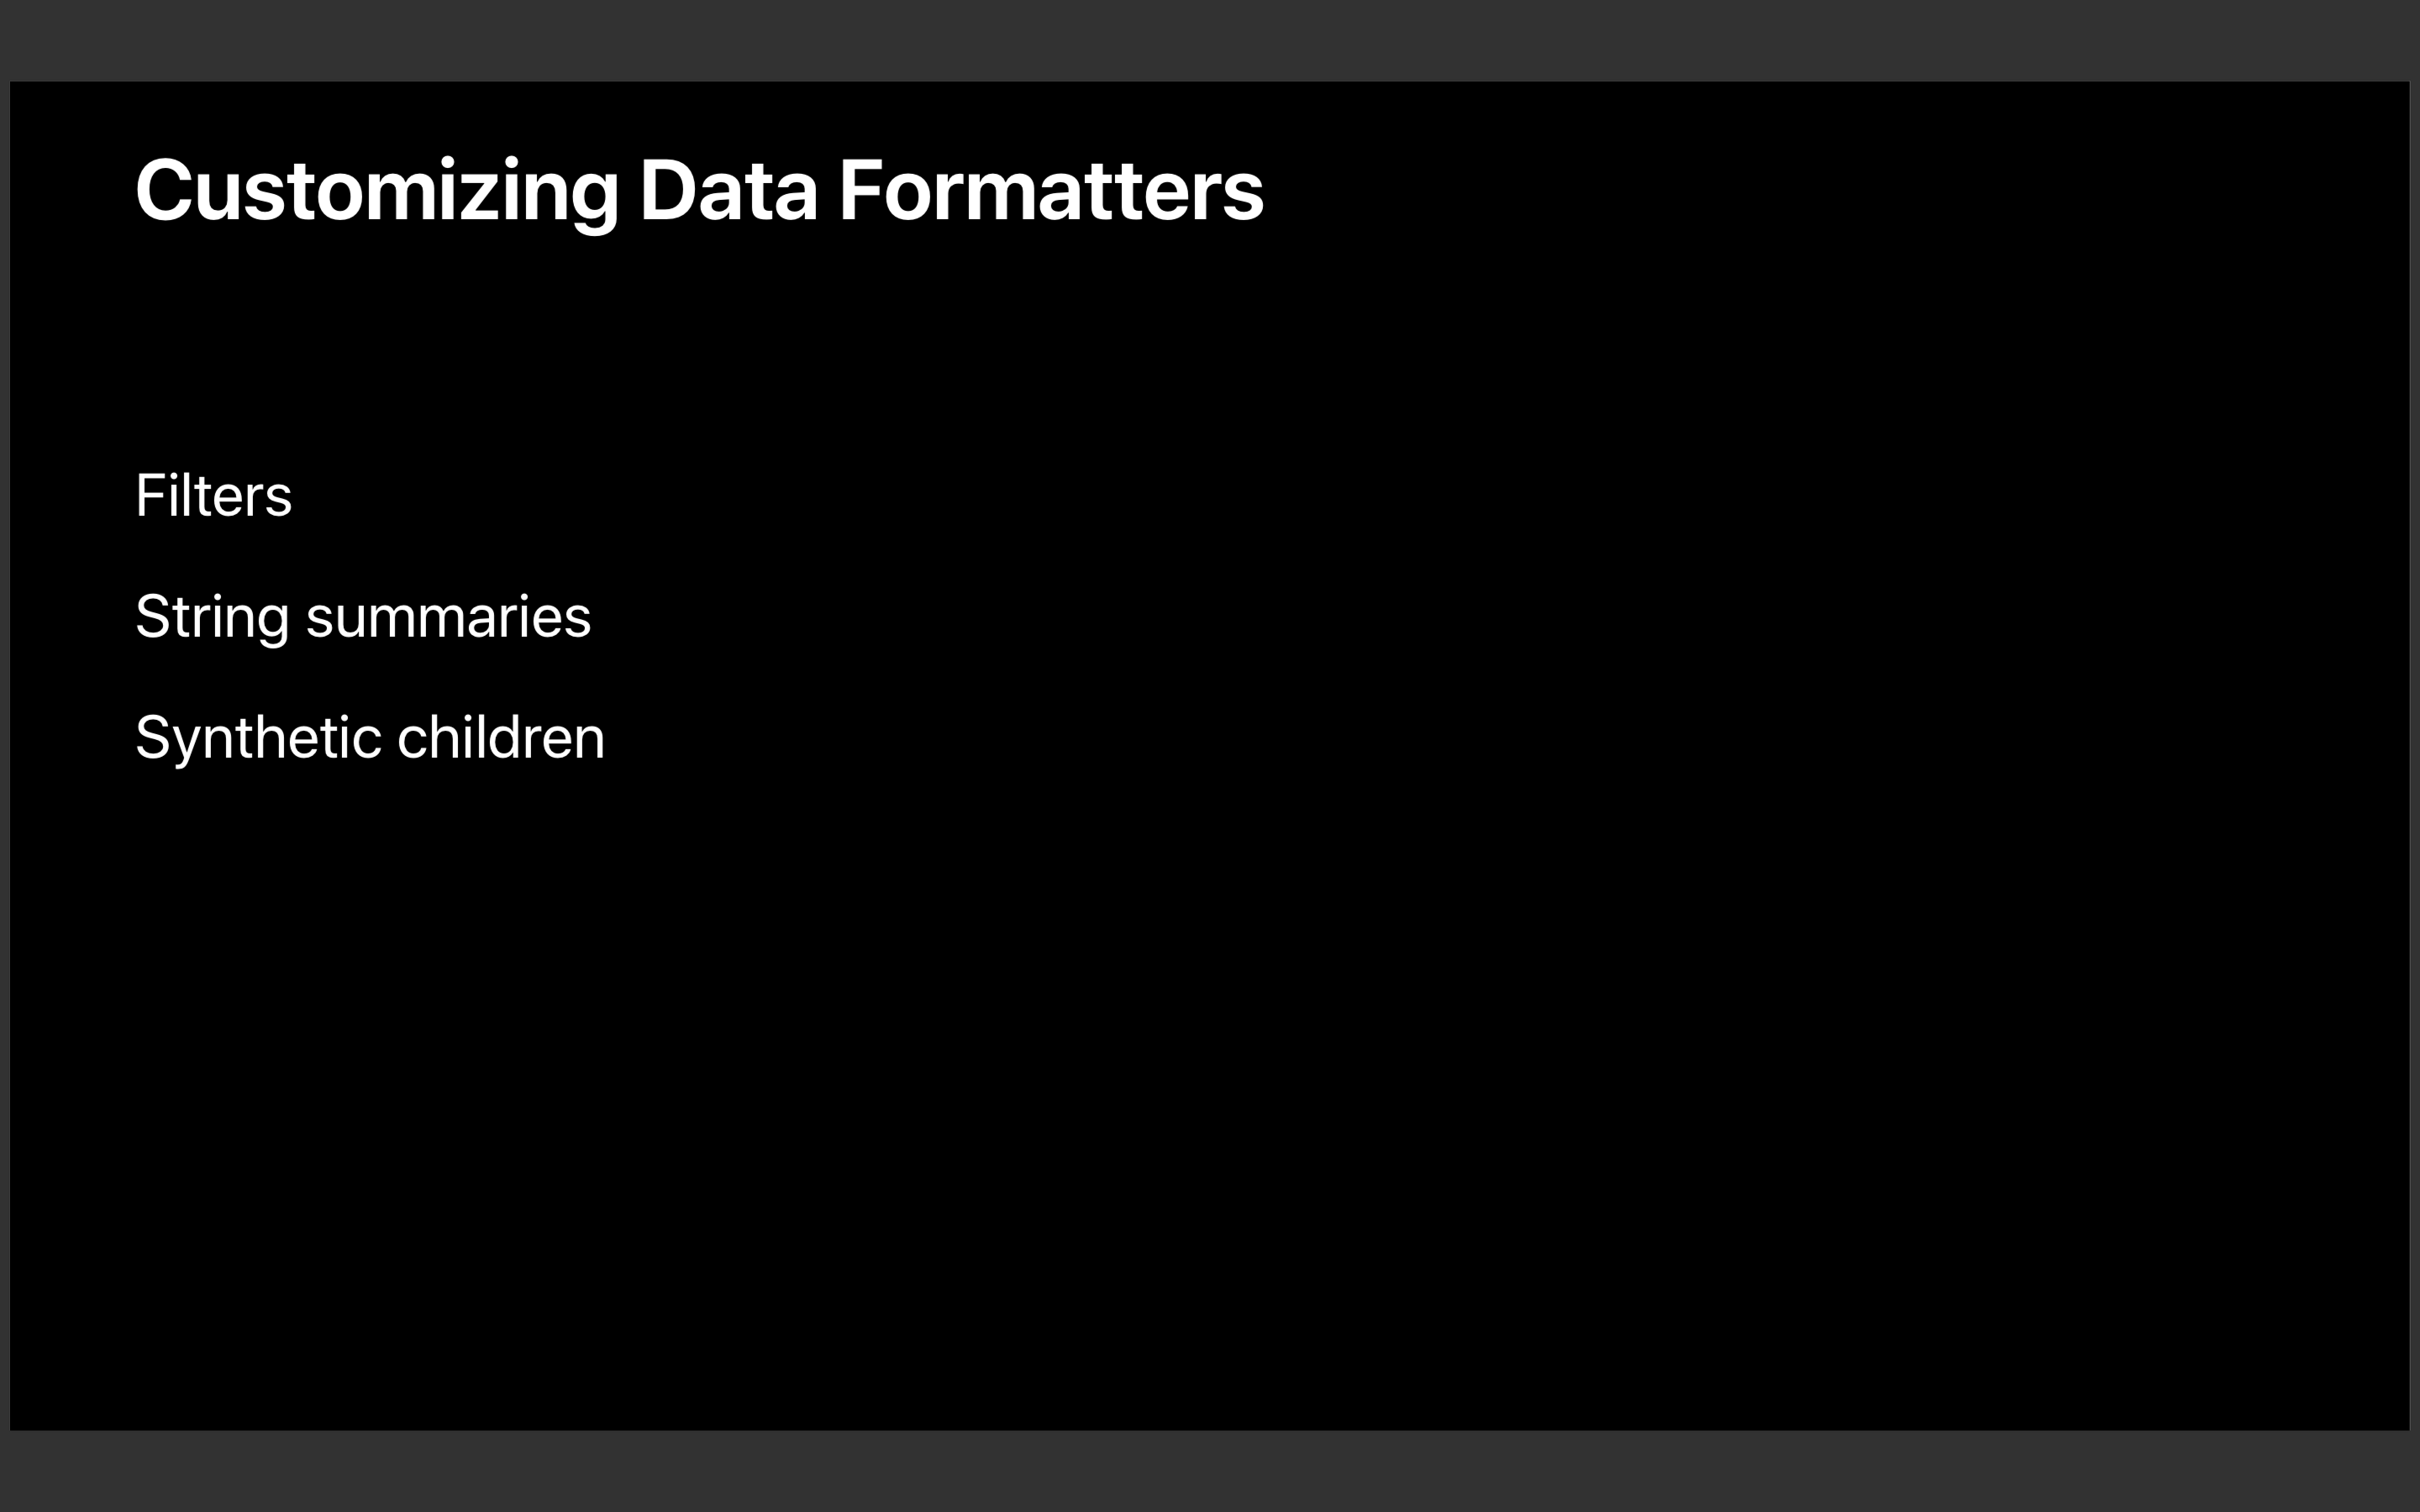 Customizing Data Formatters
Filters
String summaries
Synthetic children